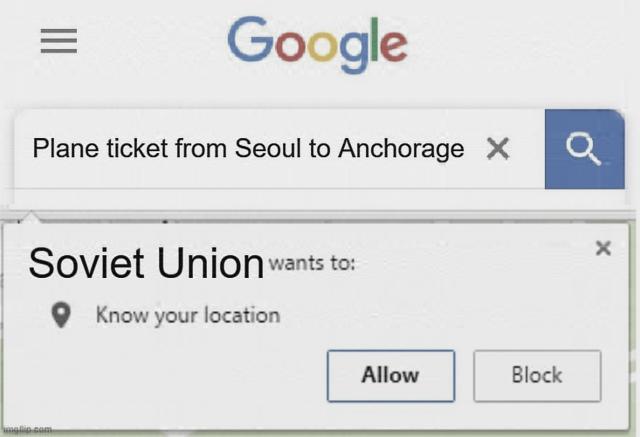 Google
Plane ticket from Seoul to Anchorage
Soviet Union wants to:
Know your location
Allow
Block
imgflip.com